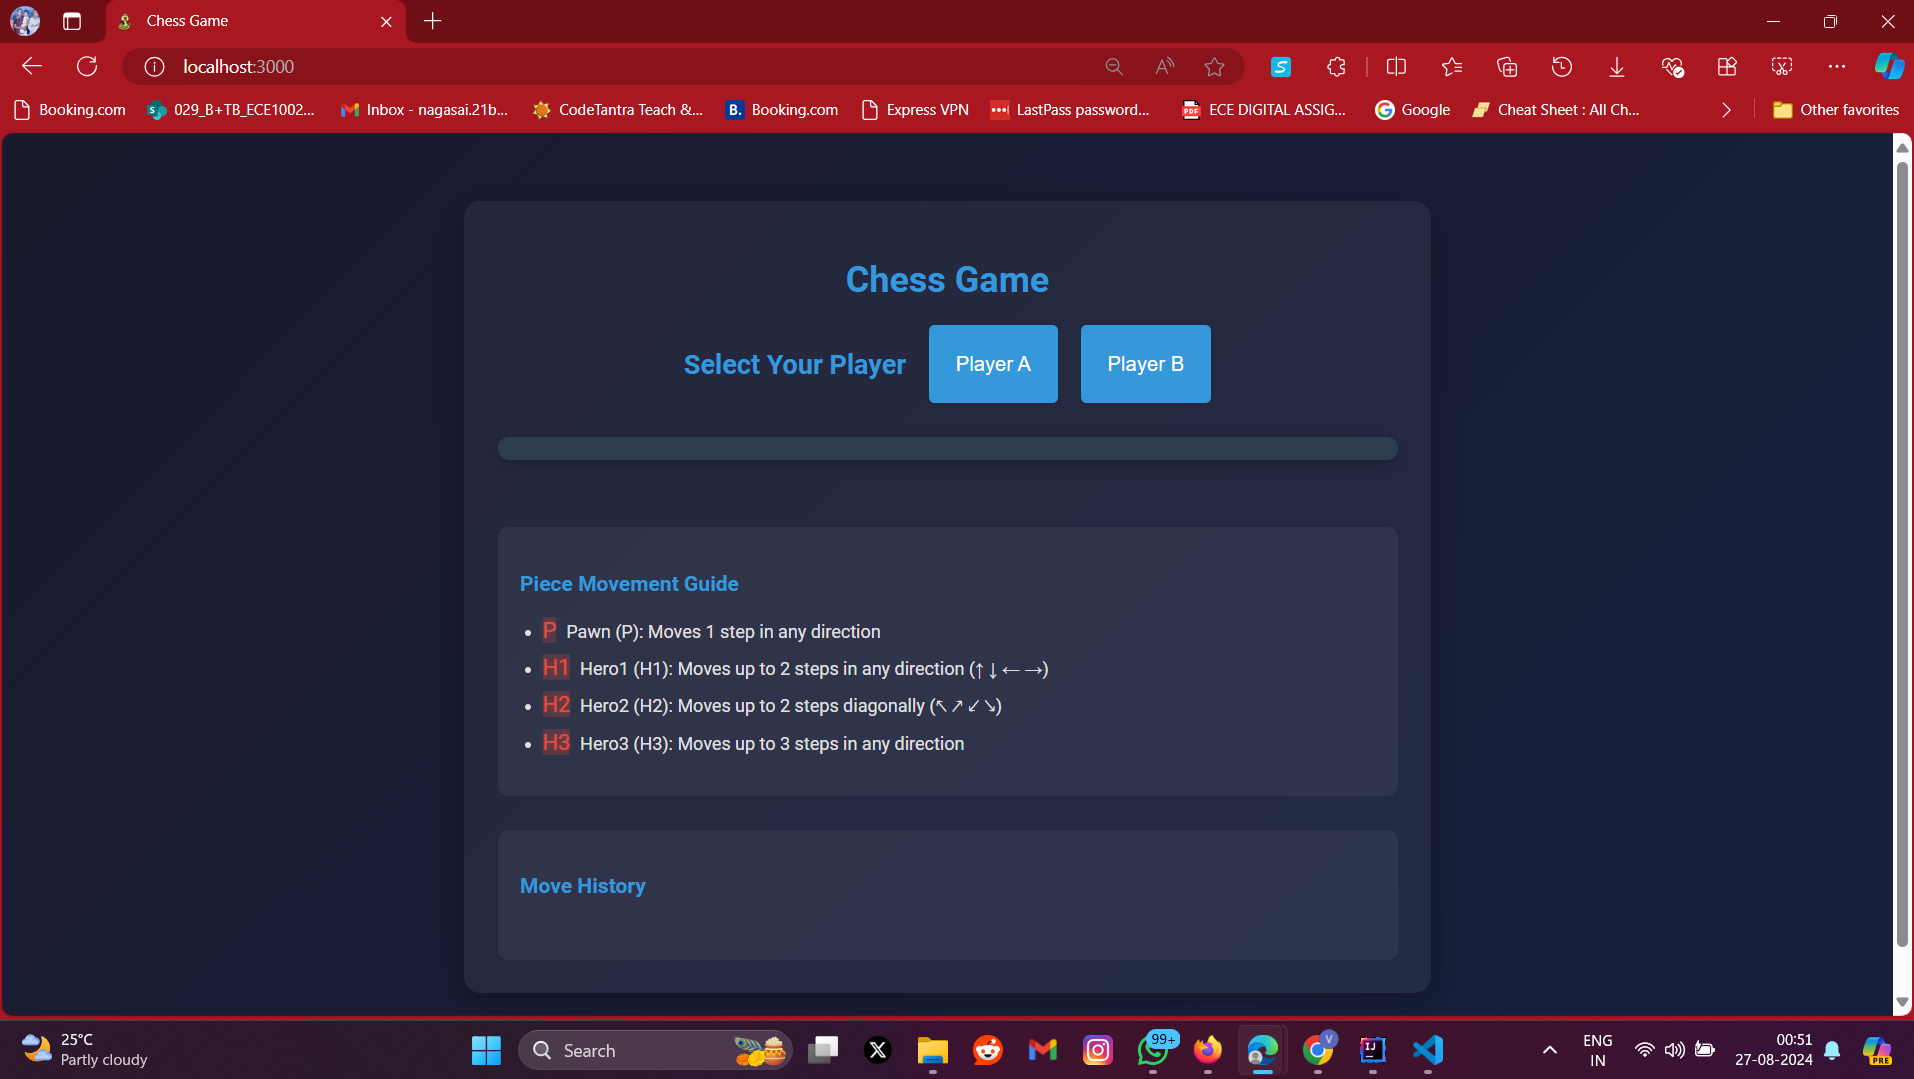 Chess Game
localhost:3000
Booking.com
029_B+TB_ECE1002...
Inbox - nagasai.21b...
CodeTantra Teach &...
B. Booking.com
Express VPN
LastPass password...
PDF ECE DIGITAL ASSIG...
Google
Cheat Sheet : All Ch...
Other favorites
Chess Game
Select Your Player
Player A
Player B
Piece Movement Guide
• P Pawn (P): Moves 1 step in any direction
• H1 Hero1 (H1): Moves up to 2 steps in any direction (↑↓←→)
• H2 Hero2 (H2): Moves up to 2 steps diagonally (↖↗↙↘)
• H3 Hero3 (H3): Moves up to 3 steps in any direction
Move History
25°C
Partly cloudy
Search
99+
V
IJ
ENG
IN
00:51
27-08-2024
PRE